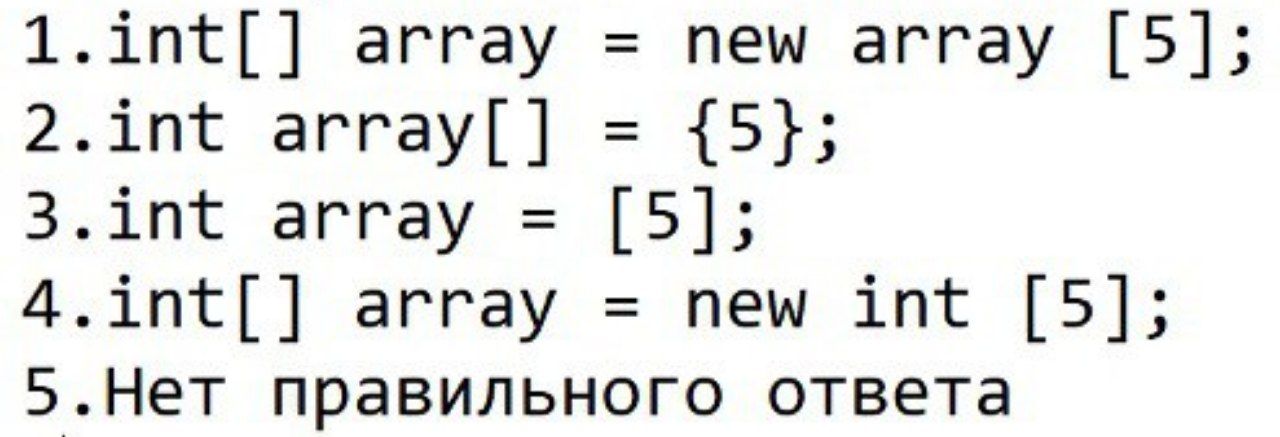 1.int[] array = new array [5];
2.int array[] = {5};
3.int array = [5];
4.int[] array = new int [5];
5.Нет правильного ответа